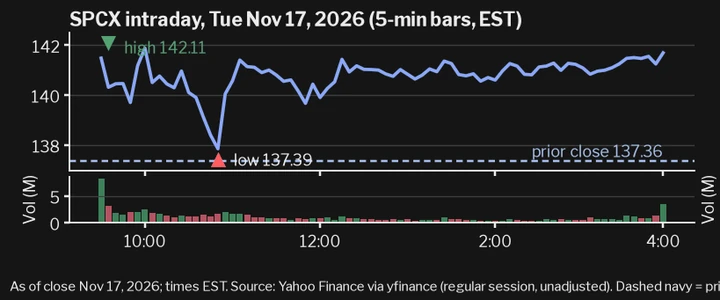 SPCX intraday, Tue Nov 17, 2026 (5-min bars, EST)
142
high 142.11
140
138
prior close 137.36
low 137.39
Vol (M)
5
0
Vol (M)
10:00
12:00
2:00
4:00
As of close Nov 17, 2026; times EST. Source: Yahoo Finance via yfinance (regular session, unadjusted). Dashed navy = pri